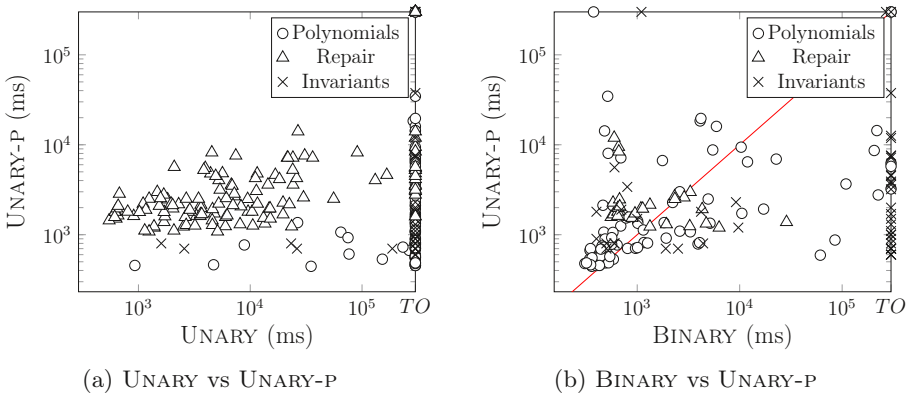 Polynomials
Repair
Invariants
10^5
10^4
10^3
UNARY-P (ms)
10^3 10^4 10^5 TO
UNARY (ms)
(a) UNARY vs UNARY-P
Polynomials
Repair
Invariants
10^5
10^4
10^3
UNARY-P (ms)
10^3 10^4 10^5 TO
BINARY (ms)
(b) BINARY vs UNARY-P